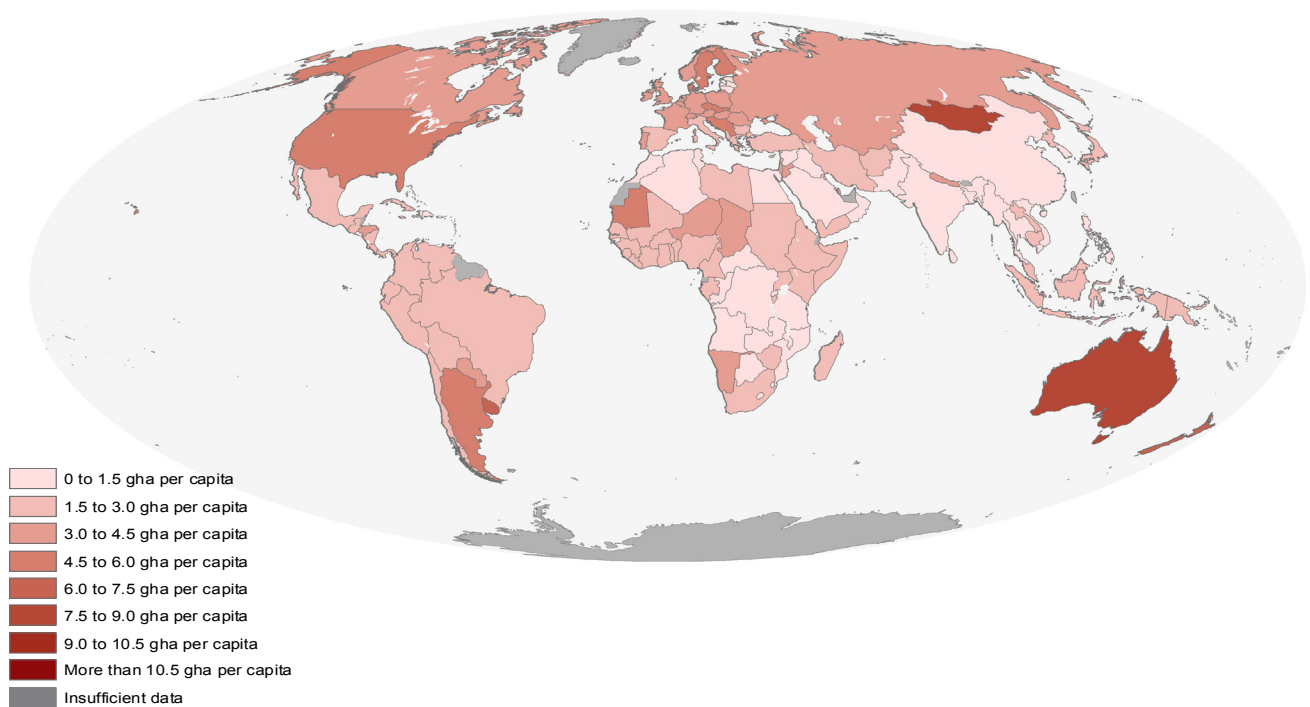 0 to 1.5 gha per capita
1.5 to 3.0 gha per capita
3.0 to 4.5 gha per capita
4.5 to 6.0 gha per capita
6.0 to 7.5 gha per capita
7.5 to 9.0 gha per capita
9.0 to 10.5 gha per capita
More than 10.5 gha per capita
Insufficient data